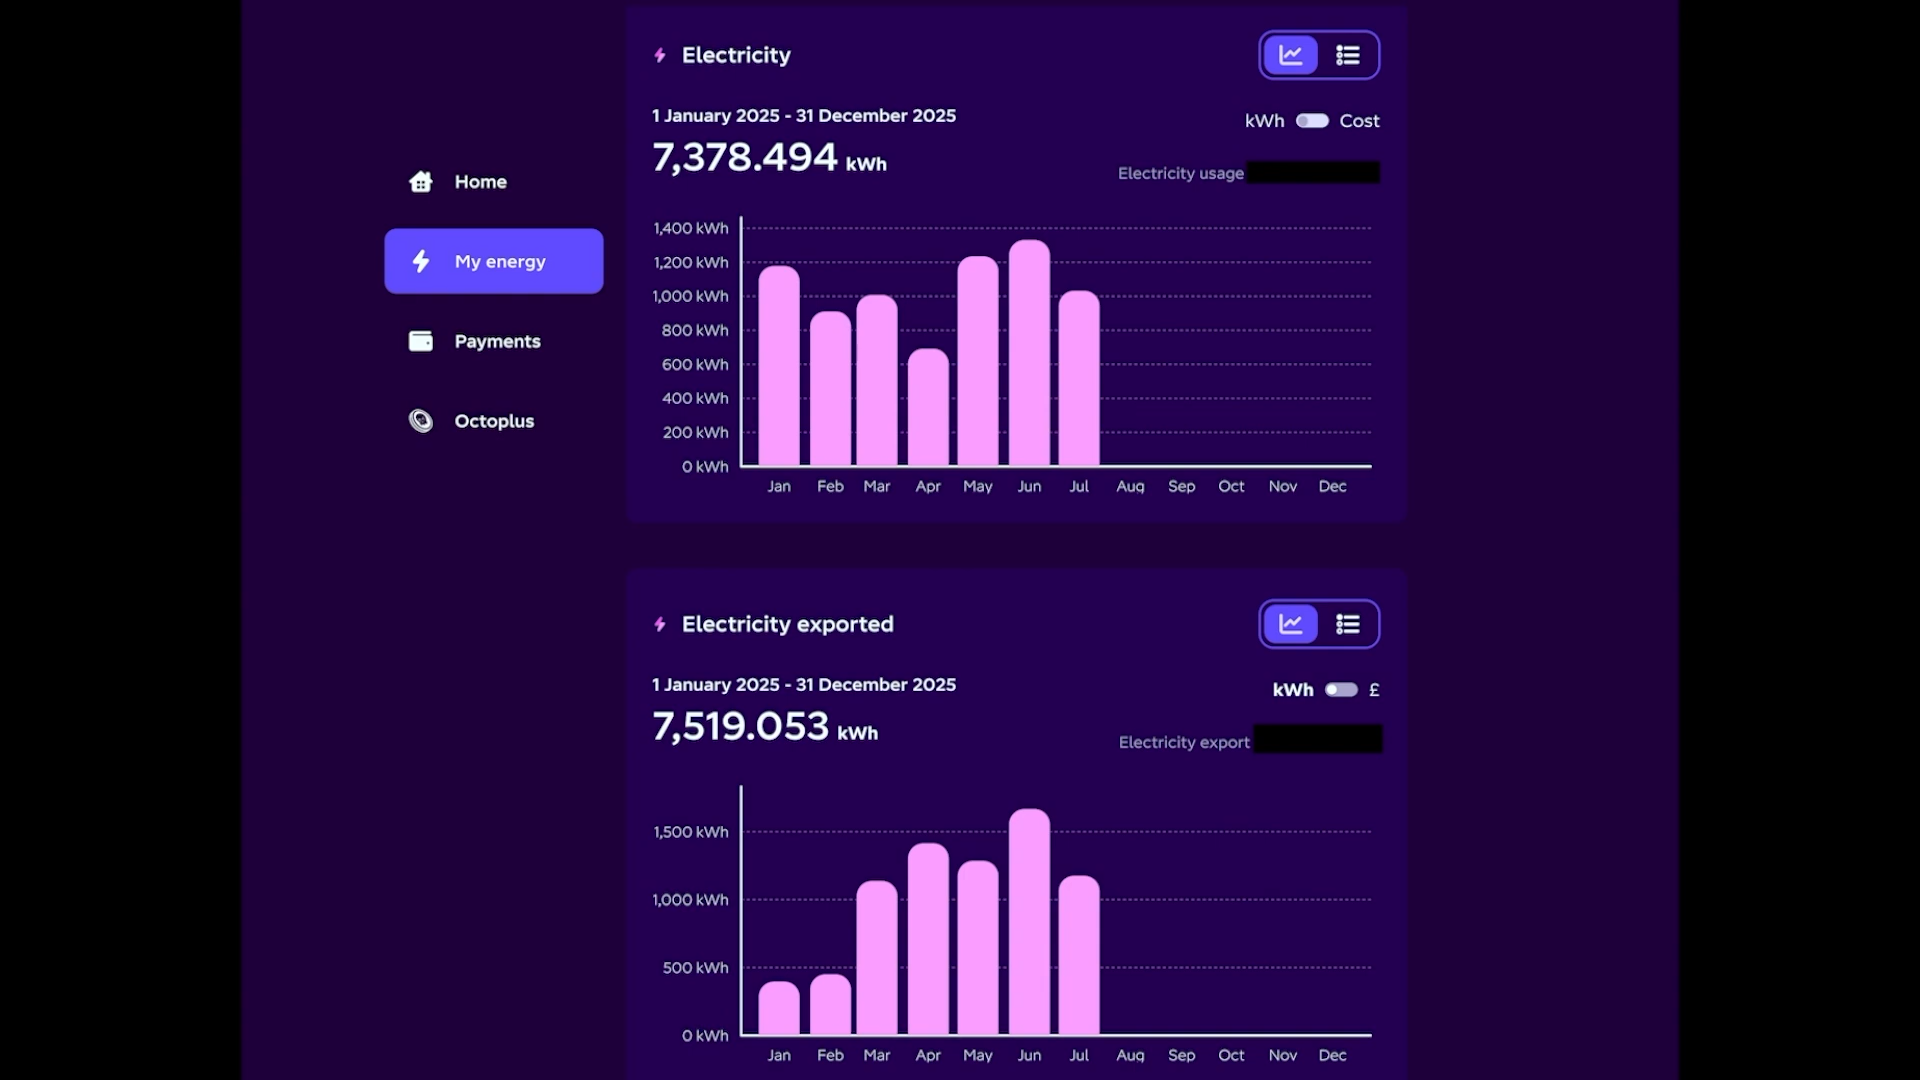 Home
My energy
Payments
Octoplus
Electricity
1 January 2025 - 31 December 2025
7,378.494 kWh
kWh Cost
Electricity usage
1,400 kWh
1,200 kWh
1,000 kWh
800 kWh
600 kWh
400 kWh
200 kWh
0 kWh
Jan Feb Mar Apr May Jun Jul Aug Sep Oct Nov Dec
Electricity exported
1 January 2025 - 31 December 2025
7,519.053 kWh
kWh £
Electricity export
1,500 kWh
1,000 kWh
500 kWh
0 kWh
Jan Feb Mar Apr May Jun Jul Aug Sep Oct Nov Dec